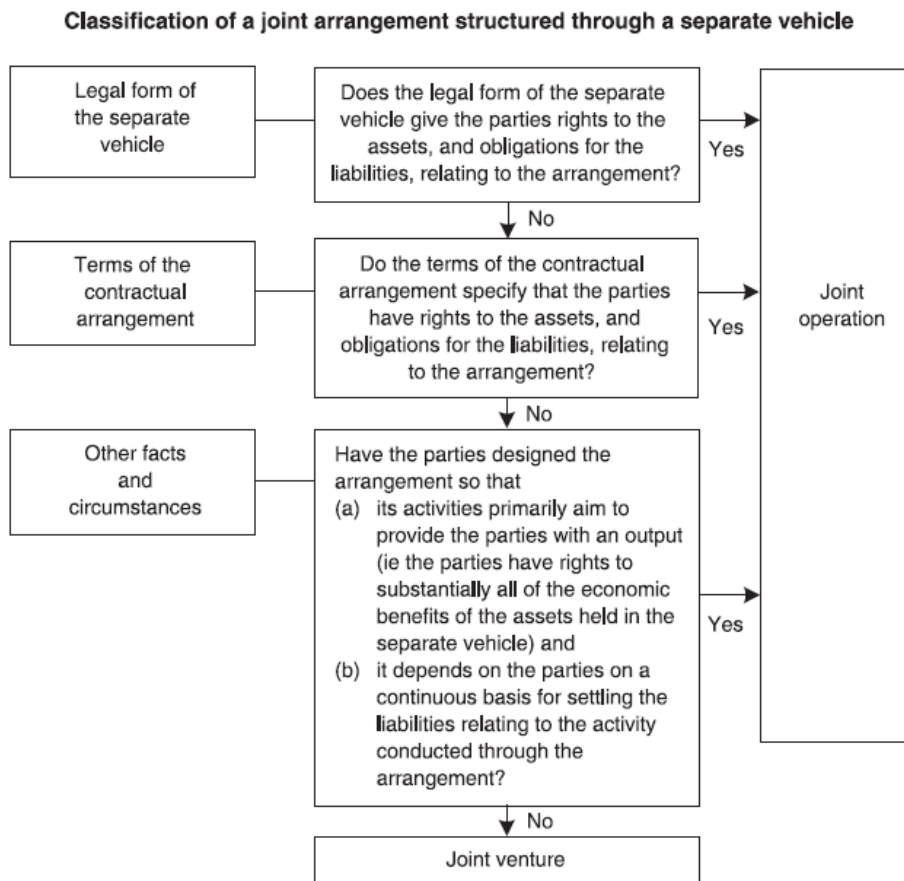 Classification of a joint arrangement structured through a separate vehicle
Legal form of
the separate
vehicle
Does the legal form of the separate
vehicle give the parties rights to the
assets, and obligations for the
liabilities, relating to the arrangement?
Yes
No
Terms of the
contractual
arrangement
Do the terms of the contractual
arrangement specify that the parties
have rights to the assets, and
obligations for the liabilities, relating
to the arrangement?
Yes
Joint
operation
No
Other facts
and
circumstances
Have the parties designed the
arrangement so that
(a) its activities primarily aim to
provide the parties with an output
(ie the parties have rights to
substantially all of the economic
benefits of the assets held in the
separate vehicle) and
(b) it depends on the parties on a
continuous basis for settling the
liabilities relating to the activity
conducted through the
arrangement?
Yes
No
Joint venture